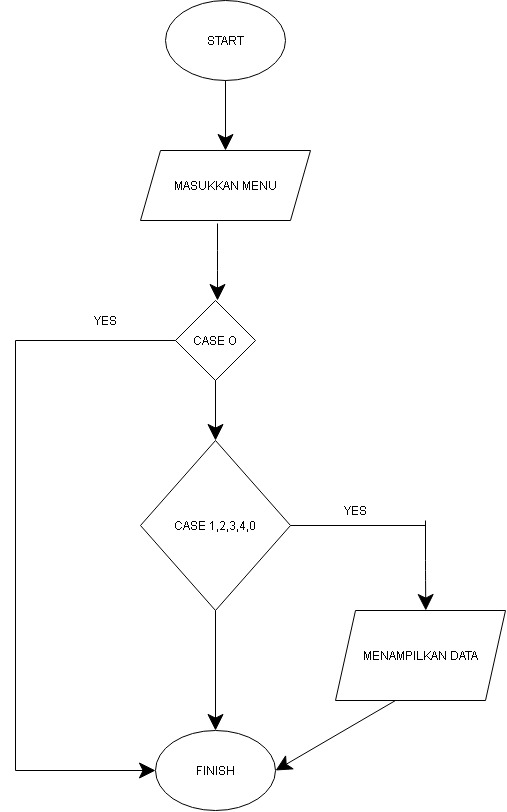 START
MASUKKAN MENU
YES
CASE O
CASE 1,2,3,4,0
YES
MENAMPILKAN DATA
FINISH